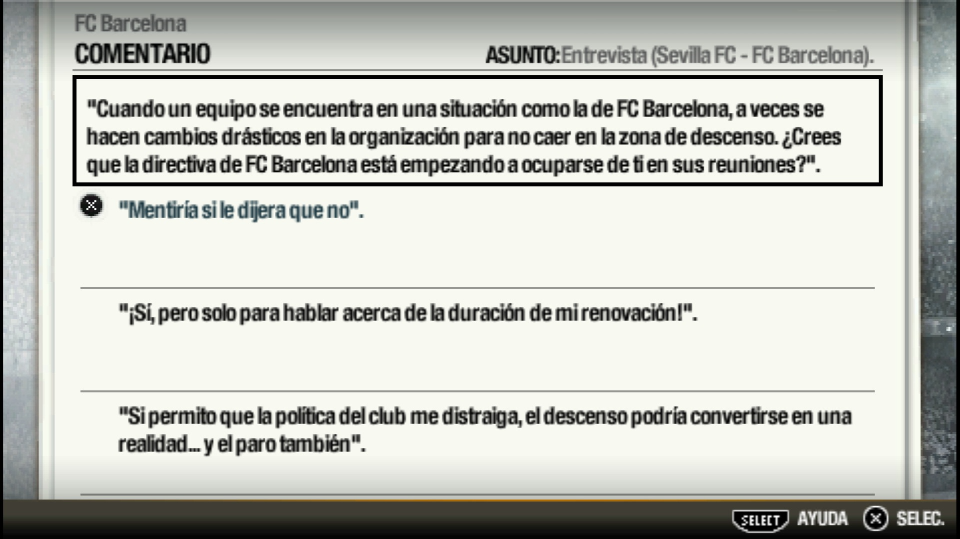 FC Barcelona
COMENTARIO
ASUNTO: Entrevista (Sevilla FC - FC Barcelona).
"Cuando un equipo se encuentra en una situación como la de FC Barcelona, a veces se
hacen cambios drásticos en la organización para no caer en la zona de descenso. ¿Crees
que la directiva de FC Barcelona está empezando a ocuparse de ti en sus reuniones?".
"Mentiría si le dijera que no".
"¡Sí, pero solo para hablar acerca de la duración de mi renovación!".
"Si permito que la política del club me distraiga, el descenso podría convertirse en una
realidad... y el paro también".
SELECT AYUDA SELEC.